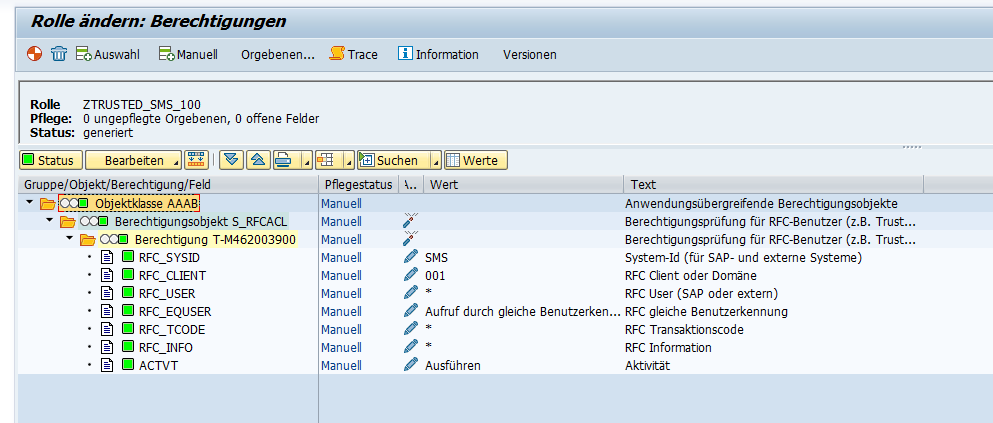 Rolle ändern: Berechtigungen
Auswahl Manuell Orgebenen... Trace Information Versionen
Rolle ZTRUSTED_SMS_100
Pflege: 0 ungepflegte Orgebenen, 0 offene Felder
Status: generiert
Status Bearbeiten Suchen Werte
Gruppe/Objekt/Berechtigung/Feld Pflegestatus A... Wert Text
Objektklasse AAAB Manuell Anwendungsübergreifende Berechtigungsobjekte
Berechtigungsobjekt S_RFCACL Manuell Berechtigungsprüfung für RFC-Benutzer (z.B. Trust...
Berechtigung T-M462003900 Manuell Berechtigungsprüfung für RFC-Benutzer (z.B. Trust...
RFC_SYSID Manuell SMS System-Id (für SAP- und externe Systeme)
RFC_CLIENT Manuell 001 RFC Client oder Domäne
RFC_USER Manuell * RFC User (SAP oder extern)
RFC_EQUSER Manuell Aufruf durch gleiche Benutzerken... RFC gleiche Benutzerkennung
RFC_TCODE Manuell * RFC Transaktionscode
RFC_INFO Manuell * RFC Information
ACTVT Manuell Ausführen Aktivität